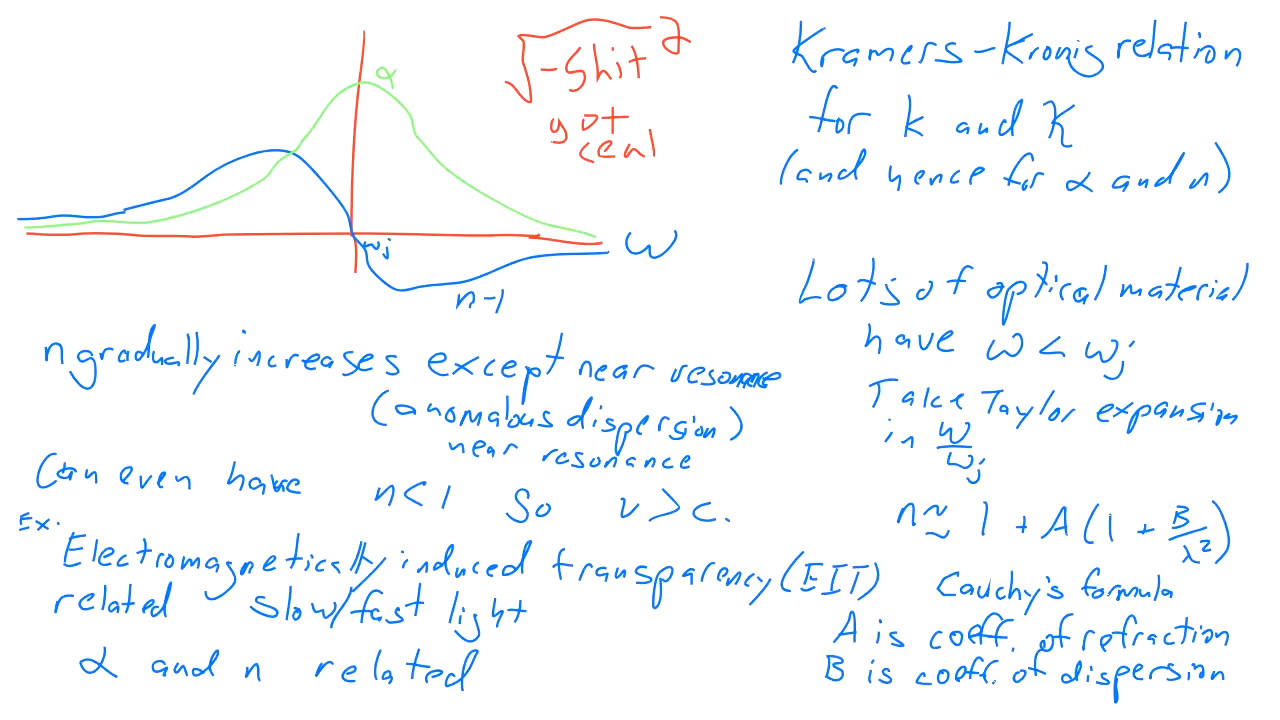 α
√-Shit 2
got
real
ω
ωj
n-1
n gradually increases except near resonance
(anomalous dispersion)
near resonance
Can even have n<1 so v>c.
Ex.
Electromagnetically induced transparency (EIT)
related slow/fast light
α and n related
Kramers-Kronig relation
for k and K
(and hence for α and n)
Lots of optical material
have ω < ωj
Take Taylor expansion
in ω/ωj
n ≈ 1 + A(1 + B/λ²)
Cauchy's formula
A is coeff. of refraction
B is coeff. of dispersion